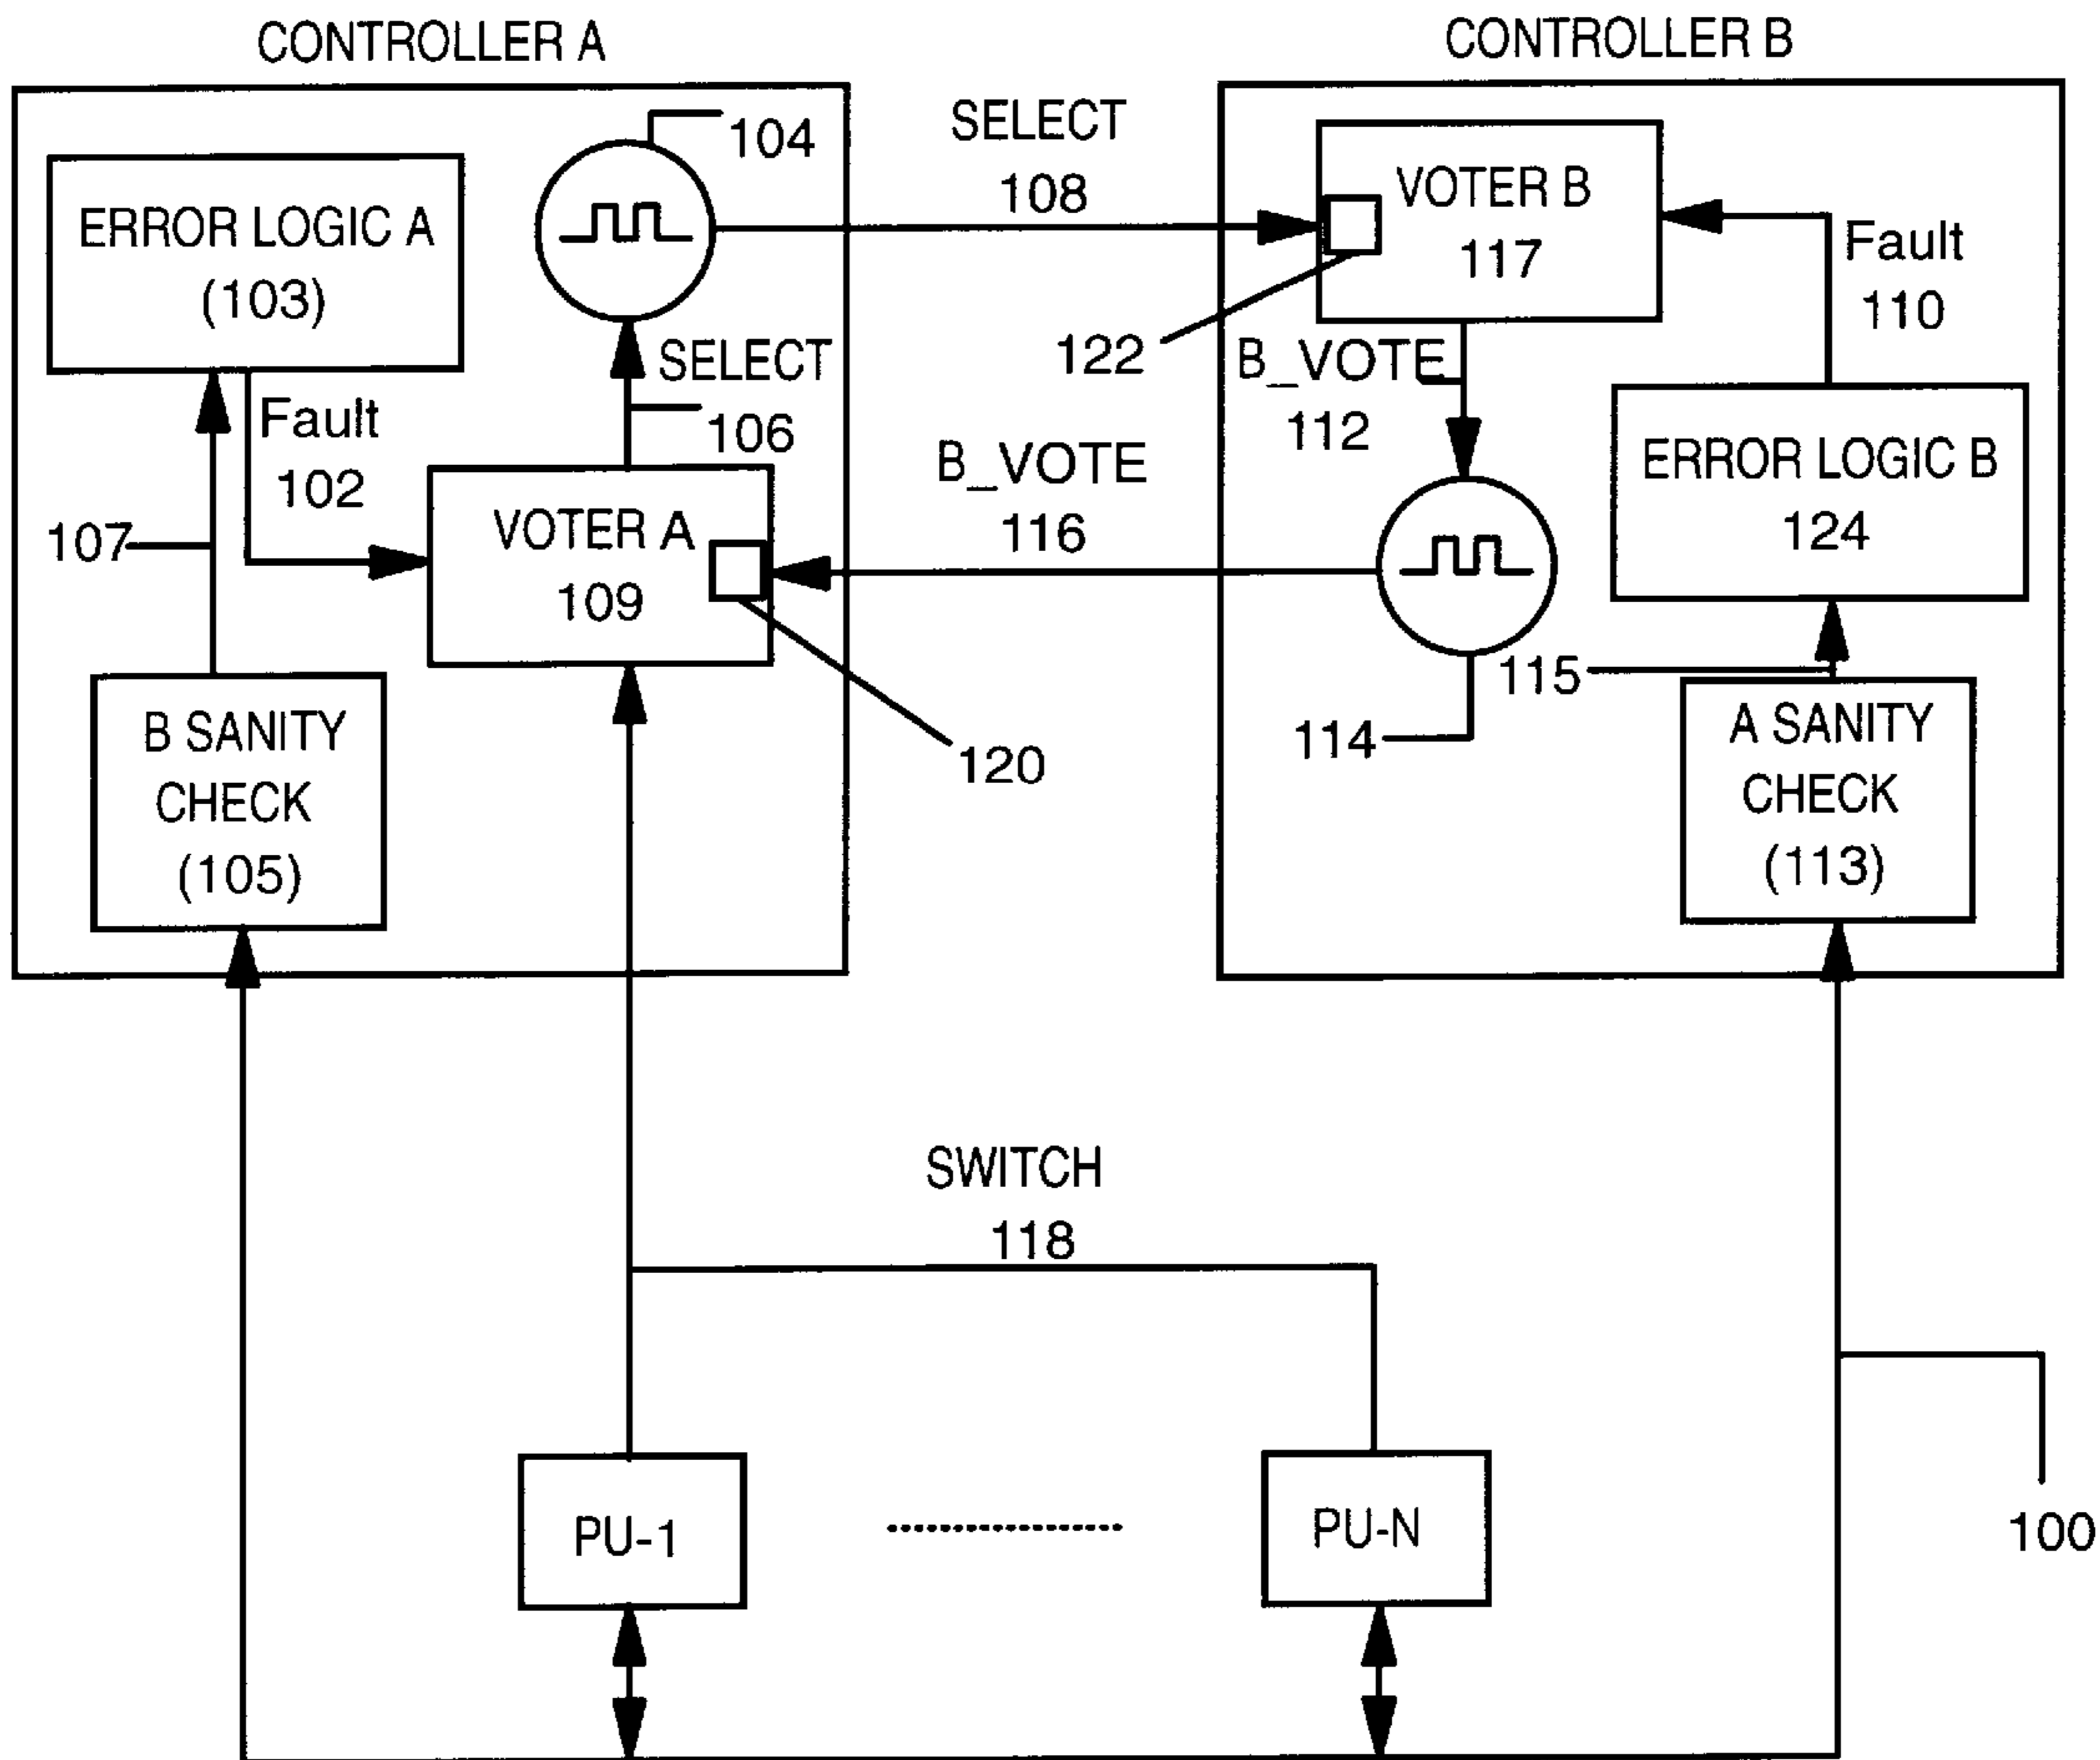 CONTROLLER A
CONTROLLER B
104
ERROR LOGIC A
(103)
SELECT
108
VOTER B
117
Fault
110
122
SELECT
106
Fault
102
B_VOTE
112
B_VOTE
116
ERROR LOGIC B
124
107
VOTER A
109
115
114
120
B SANITY
CHECK
(105)
A SANITY
CHECK
(113)
SWITCH
118
PU-1
PU-N
100